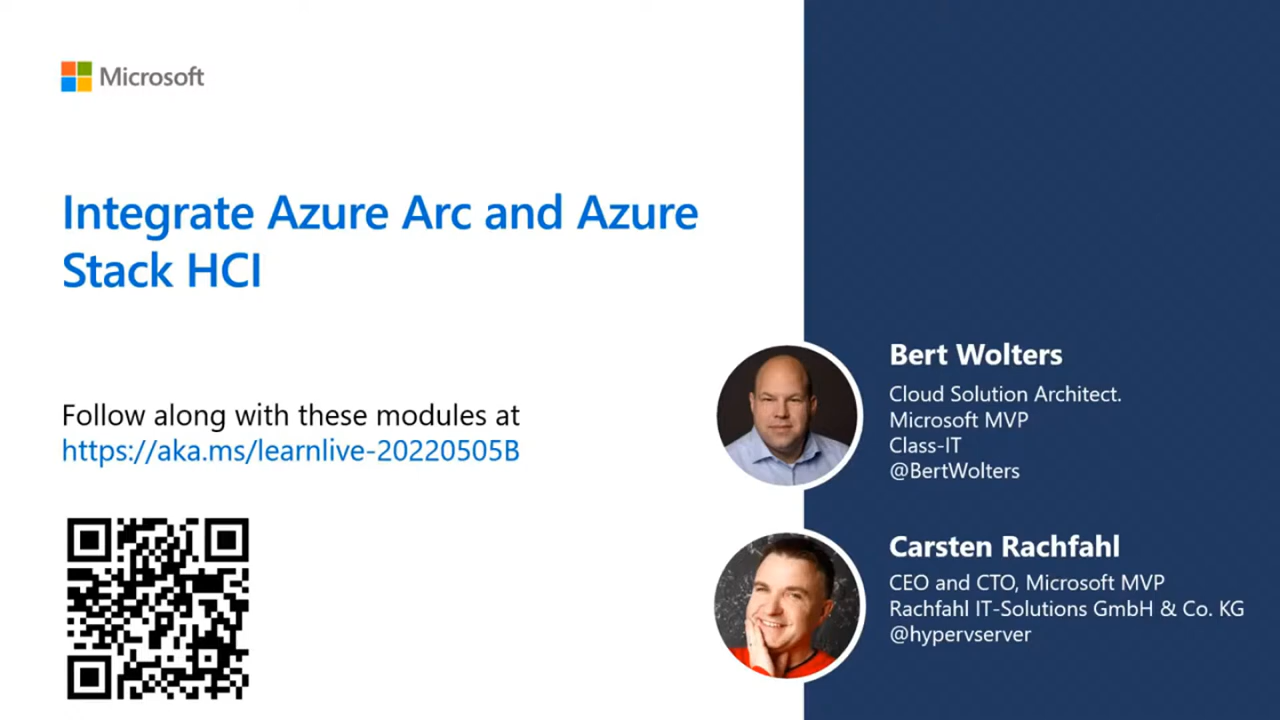 Microsoft
Integrate Azure Arc and Azure
Stack HCI
Follow along with these modules at
https://aka.ms/learnlive-20220505B
Bert Wolters
Cloud Solution Architect.
Microsoft MVP
Class-IT
@BertWolters
Carsten Rachfahl
CEO and CTO, Microsoft MVP
Rachfahl IT-Solutions GmbH & Co. KG
@hypervserver